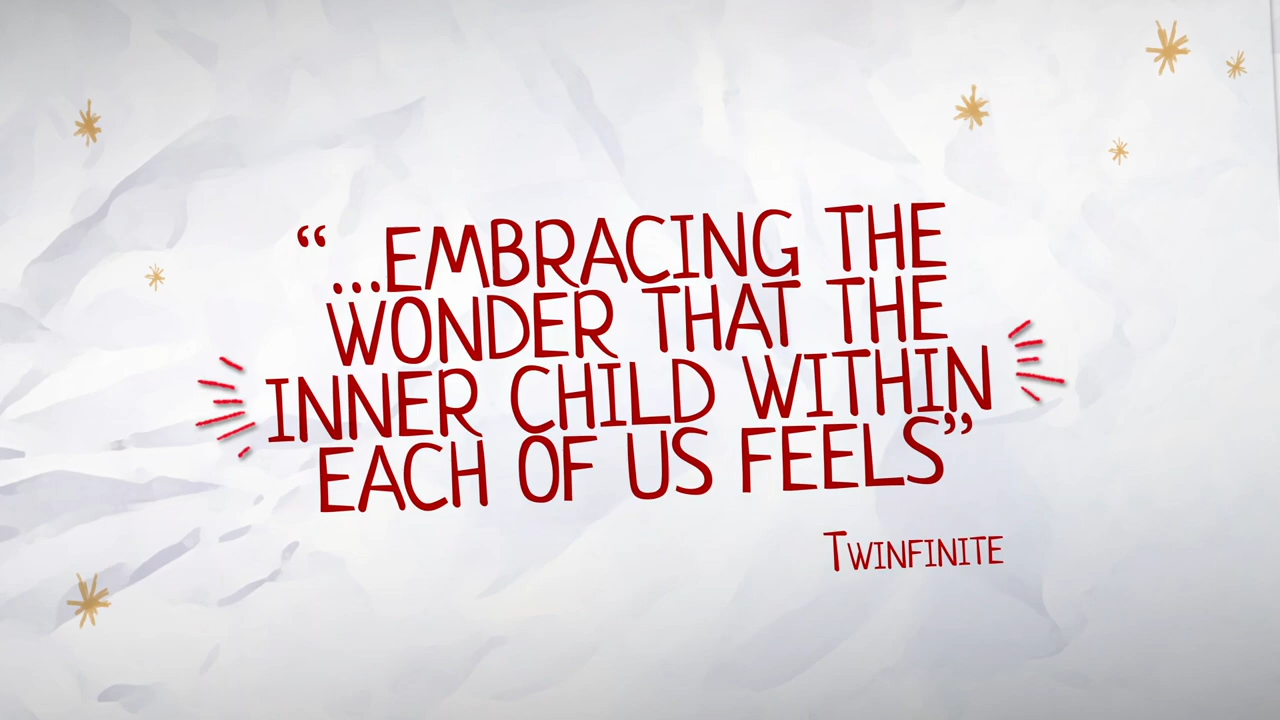 “...EMBRACING THE
WONDER THAT THE
INNER CHILD WITHIN
EACH OF US FEELS”
TWINFINITE